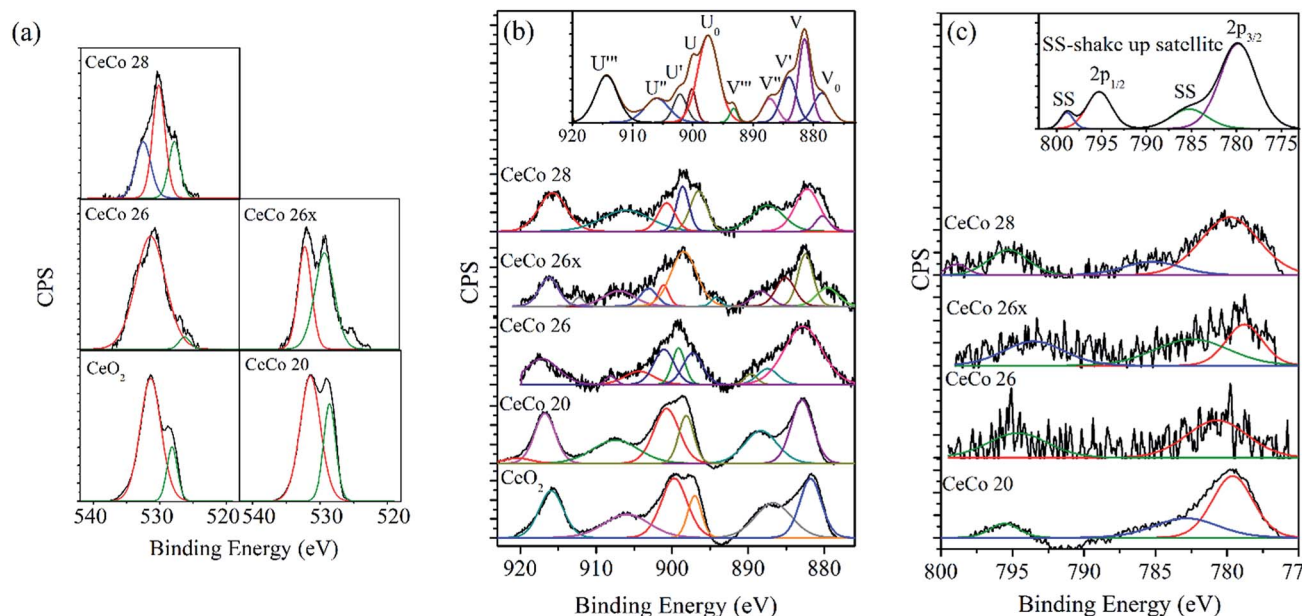 (a)
CeCo 28
CeCo 26
CeCo 26x
CeO2
CeCo 20
CPS
540 530 520 540 530 520
Binding Energy (eV)
(b)
U''' U'' U' U U0 V''' V'' V' V V0
920 910 900 890 880
CeCo 28
CeCo 26x
CeCo 26
CeCo 20
CeO2
CPS
920 910 900 890 880
Binding Energy (eV)
(c)
SS-shake up satellite
2p3/2
SS 2p1/2 SS
800 795 790 785 780 775
CeCo 28
CeCo 26x
CeCo 26
CeCo 20
CPS
800 795 790 785 780 77
Binding Energy (eV)